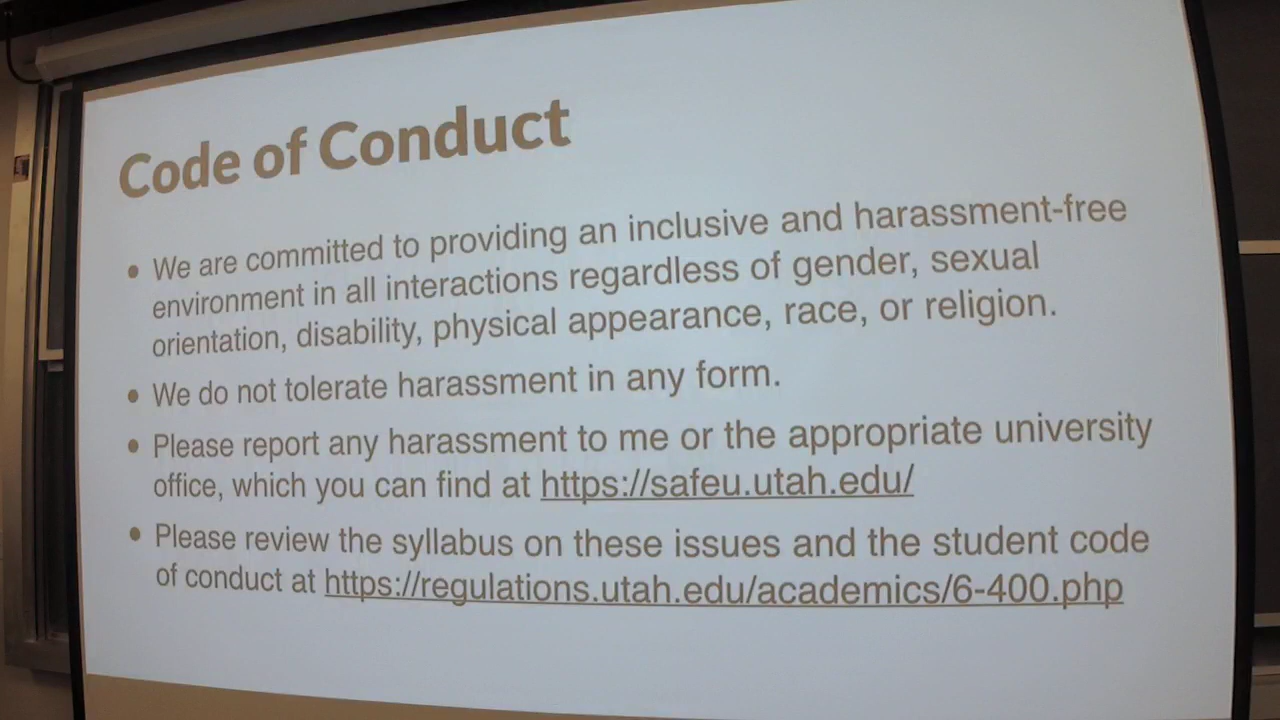 Code of Conduct
• We are committed to providing an inclusive and harassment-free
environment in all interactions regardless of gender, sexual
orientation, disability, physical appearance, race, or religion.
• We do not tolerate harassment in any form.
• Please report any harassment to me or the appropriate university
office, which you can find at https://safeu.utah.edu/
• Please review the syllabus on these issues and the student code
of conduct at https://regulations.utah.edu/academics/6-400.php